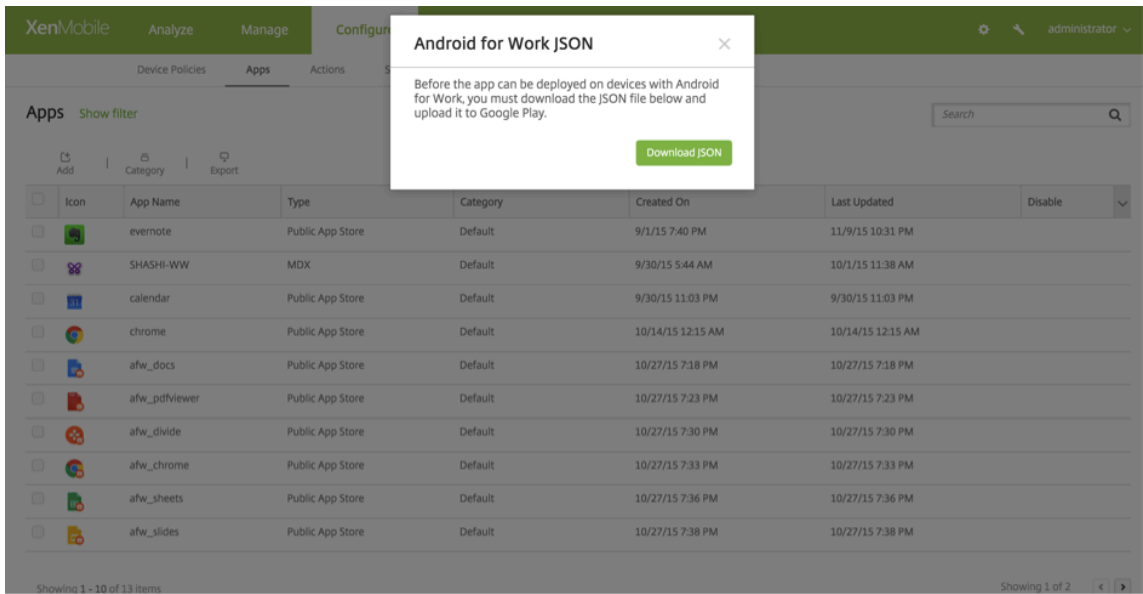 XenMobile Analyze Manage Configure administrator
Android for Work JSON
Device Policies Apps Actions S
Before the app can be deployed on devices with Android
for Work, you must download the JSON file below and
upload it to Google Play.
Apps Show filter Search
Download JSON
Add | Category | Export
Icon App Name Type Category Created On Last Updated Disable
evernote Public App Store Default 9/1/15 7:40 PM 11/9/15 10:31 PM
SHASHI-WW MDX Default 9/30/15 5:44 AM 10/1/15 11:38 AM
31 calendar Public App Store Default 9/30/15 11:03 PM 9/30/15 11:03 PM
chrome Public App Store Default 10/14/15 12:15 AM 10/14/15 12:15 AM
afw_docs Public App Store Default 10/27/15 7:18 PM 10/27/15 7:18 PM
afw_pdfviewer Public App Store Default 10/27/15 7:23 PM 10/27/15 7:23 PM
afw_divide Public App Store Default 10/27/15 7:30 PM 10/27/15 7:30 PM
afw_chrome Public App Store Default 10/27/15 7:33 PM 10/27/15 7:33 PM
afw_sheets Public App Store Default 10/27/15 7:36 PM 10/27/15 7:36 PM
afw_slides Public App Store Default 10/27/15 7:38 PM 10/27/15 7:38 PM
Showing 1 - 10 of 13 items Showing 1 of 2